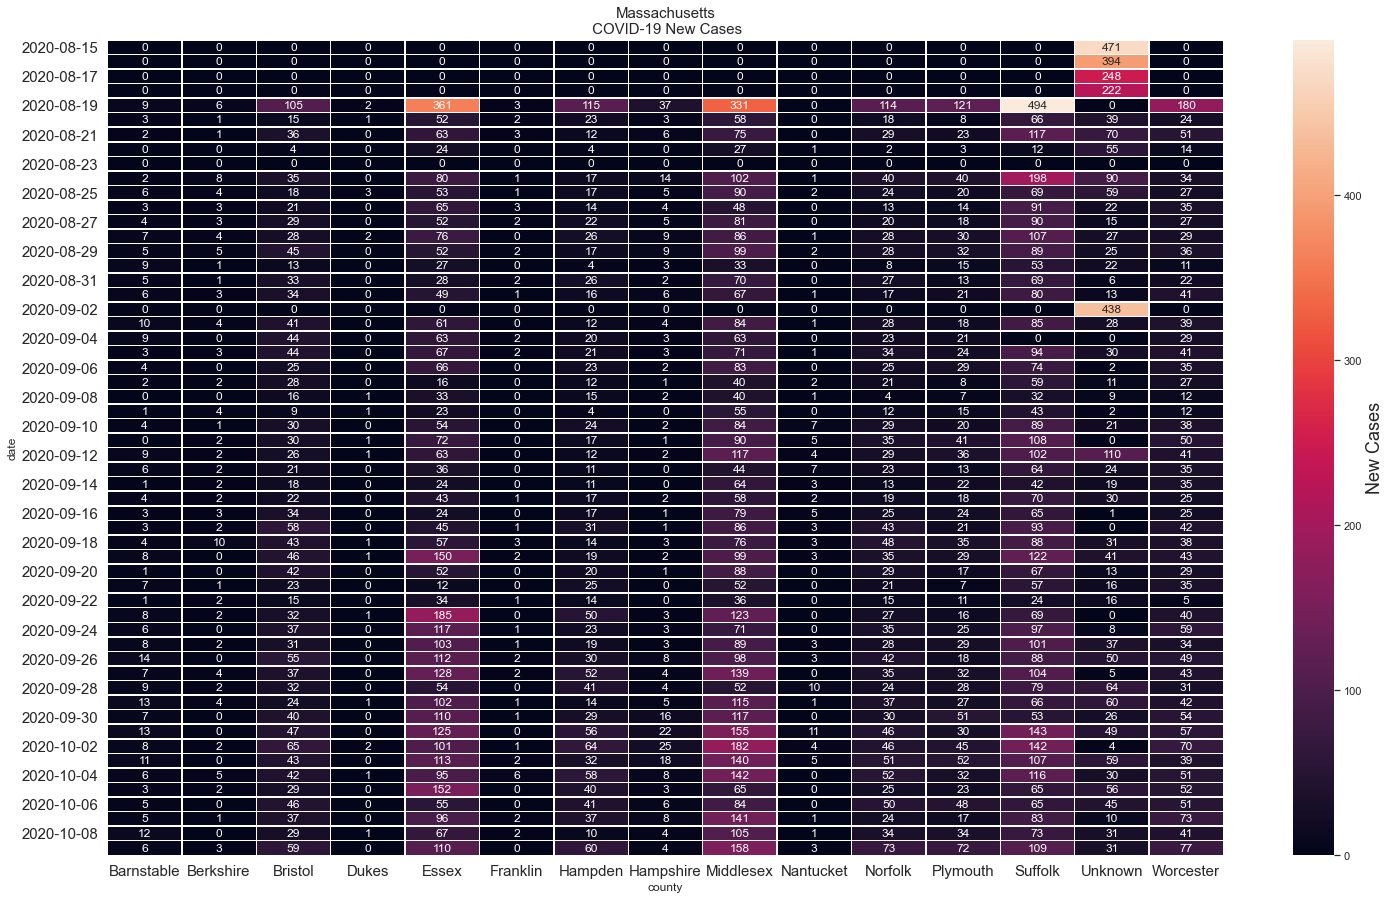 Massachusetts
COVID-19 New Cases
2020-08-15 0 0 0 0 0 0 0 0 0 0 0 0 0 471 0
0 0 0 0 0 0 0 0 0 0 0 0 0 394 0
2020-08-17 0 0 0 0 0 0 0 0 0 0 0 0 0 248 0
0 0 0 0 0 0 0 0 0 0 0 0 0 222 0
2020-08-19 9 6 105 2 361 3 115 37 331 0 114 121 494 0 180
3 1 15 1 52 2 23 3 58 0 18 8 66 39 24
2020-08-21 2 1 36 0 63 3 12 6 75 0 29 23 117 70 51
0 0 4 0 24 0 4 0 27 1 2 3 12 55 14
2020-08-23 0 0 0 0 0 0 0 0 0 0 0 0 0 0 0
2 8 35 0 80 1 17 14 102 1 40 40 198 90 34
2020-08-25 6 4 18 3 53 1 17 5 90 2 24 20 69 59 27
3 3 21 0 65 3 14 4 48 0 13 14 91 22 35
2020-08-27 4 3 29 0 52 2 22 5 81 0 20 18 90 15 27
7 4 28 2 76 0 26 9 86 1 28 30 107 27 29
2020-08-29 5 5 45 0 52 2 17 9 99 2 28 32 89 25 36
9 1 13 0 27 0 4 3 33 0 8 15 53 22 11
2020-08-31 5 1 33 0 28 2 26 2 70 0 27 13 69 6 22
6 3 34 0 49 1 16 6 67 1 17 21 80 13 41
2020-09-02 0 0 0 0 0 0 0 0 0 0 0 0 0 438 0
10 4 41 0 61 0 12 4 84 1 28 18 85 28 39
2020-09-04 9 0 44 0 63 2 20 3 63 0 23 21 0 0 29
3 3 44 0 67 2 21 3 71 1 34 24 94 30 41
2020-09-06 4 0 25 0 66 0 23 2 83 0 25 29 74 2 35
2 2 28 0 16 0 12 1 40 2 21 8 59 11 27
2020-09-08 0 0 16 1 33 0 15 2 40 1 4 7 32 9 12
1 4 9 1 23 0 4 0 55 0 12 15 43 2 12
2020-09-10 4 1 30 0 54 0 24 2 84 7 29 20 89 21 38
0 2 30 1 72 0 17 1 90 5 35 41 108 0 50
2020-09-12 9 2 26 1 63 0 12 2 117 4 29 36 102 110 41
6 2 21 0 36 0 11 0 44 7 23 13 64 24 35
2020-09-14 1 2 18 0 24 0 11 0 64 3 13 22 42 19 35
4 2 22 0 43 1 17 2 58 2 19 18 70 30 25
2020-09-16 3 3 34 0 24 0 17 1 79 5 25 24 65 1 25
3 2 58 0 45 1 31 1 86 3 43 21 93 0 42
2020-09-18 4 10 43 1 57 3 14 3 76 3 48 35 88 31 38
8 0 46 1 150 2 19 2 99 3 35 29 122 41 43
2020-09-20 1 0 42 0 52 0 20 1 88 0 29 17 67 13 29
7 1 23 0 12 0 25 0 52 0 21 7 57 16 35
2020-09-22 1 2 15 0 34 1 14 0 36 0 15 11 24 16 5
8 2 32 1 185 0 50 3 123 0 27 16 69 0 40
2020-09-24 6 0 37 0 117 1 23 3 71 0 35 25 97 8 59
8 2 31 0 103 1 19 3 89 3 28 29 101 37 34
2020-09-26 14 0 55 0 112 2 30 8 98 3 42 18 88 50 49
7 4 37 0 128 2 52 4 139 0 35 32 104 5 43
2020-09-28 9 2 32 0 54 0 41 4 52 10 24 28 79 64 31
13 4 24 1 102 1 14 5 115 1 37 27 66 60 42
2020-09-30 7 0 40 0 110 1 29 16 117 0 30 51 53 26 54
13 0 47 0 125 0 56 22 155 11 46 30 143 49 57
2020-10-02 8 2 65 2 101 1 64 25 182 4 46 45 142 4 70
11 0 43 0 113 2 32 18 140 5 51 52 107 59 39
2020-10-04 6 5 42 1 95 6 58 8 142 0 52 32 116 30 51
3 2 29 0 152 0 40 3 65 0 25 23 65 56 52
2020-10-06 5 0 46 0 55 0 41 6 84 0 50 48 65 45 51
5 1 37 0 96 2 37 8 141 1 24 17 83 10 73
2020-10-08 12 0 29 1 67 2 10 4 105 1 34 34 73 31 41
6 3 59 0 110 0 60 4 158 3 73 72 109 31 77
Barnstable Berkshire Bristol Dukes Essex Franklin Hampden Hampshire Middlesex Nantucket Norfolk Plymouth Suffolk Unknown Worcester
county
date
400
300
200
100
0
New Cases